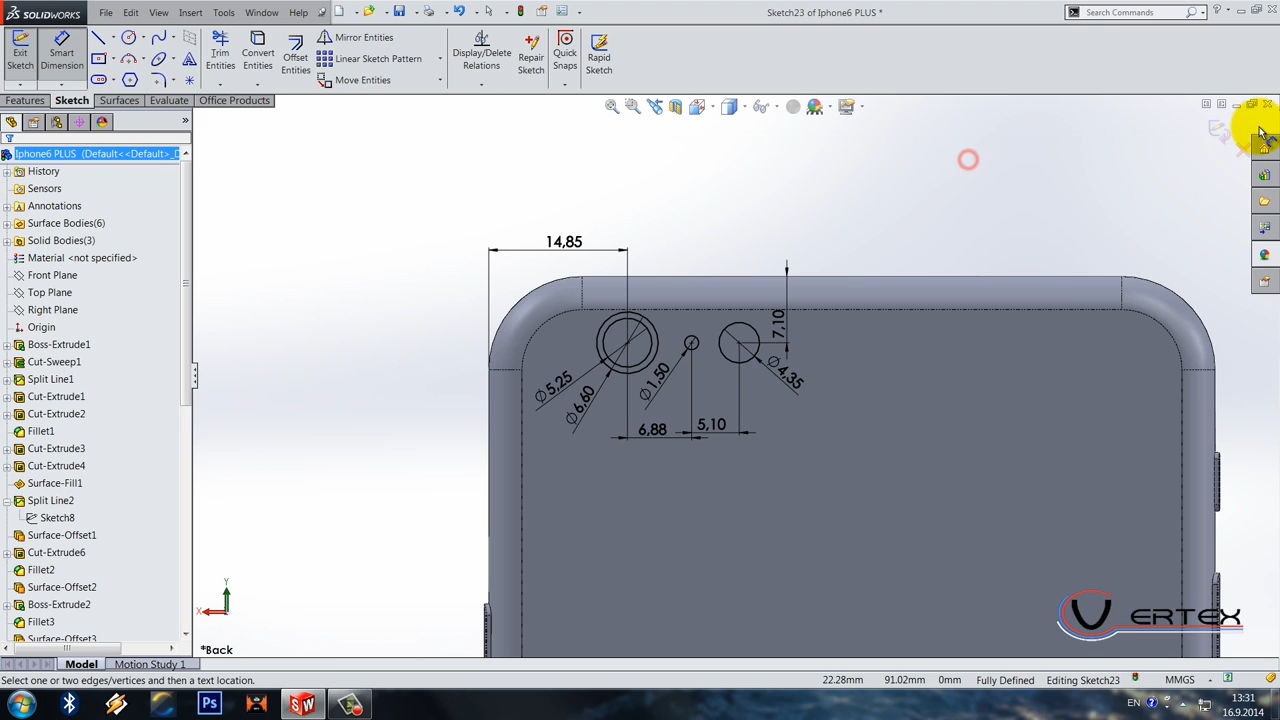 SOLIDWORKS
File
Edit
View
Insert
Tools
Window
Help
Sketch23 of Iphone6 PLUS *
Search Commands
Exit Sketch
Smart Dimension
Trim Entities
Convert Entities
Offset Entities
Mirror Entities
Linear Sketch Pattern
Move Entities
Display/Delete Relations
Repair Sketch
Quick Snaps
Rapid Sketch
Features
Sketch
Surfaces
Evaluate
Office Products
Iphone6 PLUS (Default<<Default>_D
History
Sensors
Annotations
Surface Bodies(6)
Solid Bodies(3)
Material <not specified>
Front Plane
Top Plane
Right Plane
Origin
Boss-Extrude1
Cut-Sweep1
Split Line1
Cut-Extrude1
Cut-Extrude2
Fillet1
Cut-Extrude3
Cut-Extrude4
Surface-Fill1
Split Line2
Sketch8
Surface-Offset1
Cut-Extrude6
Fillet2
Surface-Offset2
Boss-Extrude2
Fillet3
Surface-Offset3
14,85
7,10
Ø5,25
Ø6,60
Ø1,50
Ø4,35
6,88
5,10
Y
X
*Back
VERTEX
Model
Motion Study 1
Select one or two edges/vertices and then a text location.
22.28mm
91.02mm
0mm
Fully Defined
Editing Sketch23
MMGS
Ps
SW
EN
13:31
16.9.2014